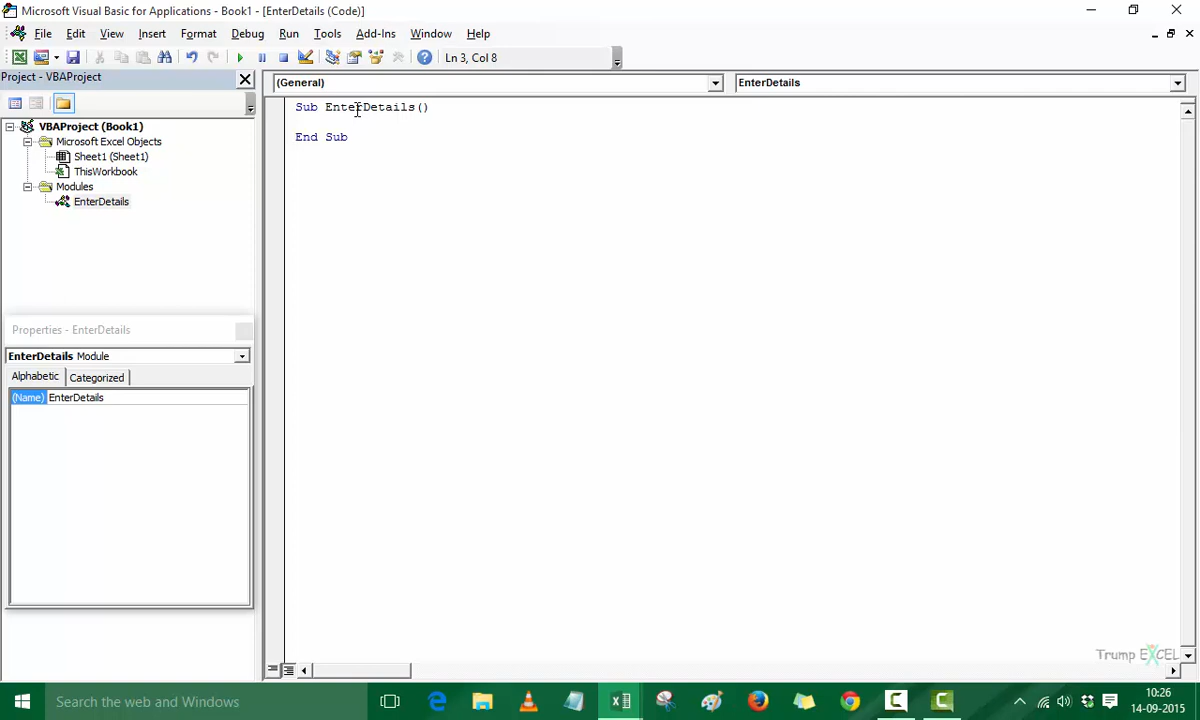 Microsoft Visual Basic for Applications - Book1 - [EnterDetails (Code)]
File Edit View Insert Format Debug Run Tools Add-Ins Window Help
Ln 3, Col 8
Project - VBAProject
(General)
EnterDetails
VBAProject (Book1)
Microsoft Excel Objects
Sheet1 (Sheet1)
ThisWorkbook
Modules
EnterDetails
Sub EnterDetails()
End Sub
Properties - EnterDetails
EnterDetails Module
Alphabetic Categorized
(Name) EnterDetails
Trump EXCEL
Search the web and Windows
10:26
14-09-2015